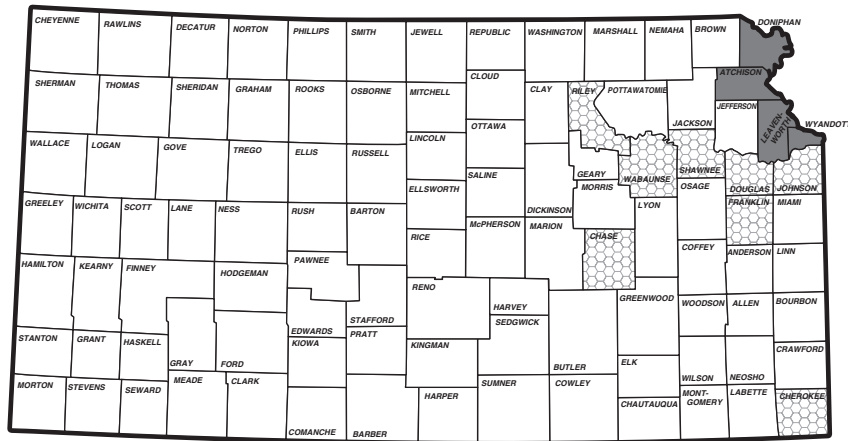 CHEYENNE
RAWLINS
DECATUR
NORTON
PHILLIPS
SMITH
JEWELL
REPUBLIC
WASHINGTON
MARSHALL
NEMAHA
BROWN
DONIPHAN
SHERMAN
THOMAS
SHERIDAN
GRAHAM
ROOKS
OSBORNE
MITCHELL
CLOUD
CLAY
RILEY
POTTAWATOMIE
JACKSON
ATCHISON
JEFFERSON
LEAVEN-
WORTH
WYANDOTT
WALLACE
LOGAN
GOVE
TREGO
ELLIS
RUSSELL
LINCOLN
OTTAWA
SALINE
DICKINSON
GEARY
MORRIS
WABAUNSE
SHAWNEE
OSAGE
DOUGLAS
JOHNSON
GREELEY
WICHITA
SCOTT
LANE
NESS
RUSH
BARTON
ELLSWORTH
RICE
McPHERSON
MARION
CHASE
LYON
COFFEY
FRANKLIN
MIAMI
ANDERSON
LINN
HAMILTON
KEARNY
FINNEY
HODGEMAN
PAWNEE
STAFFORD
RENO
HARVEY
SEDGWICK
BUTLER
GREENWOOD
WOODSON
ALLEN
BOURBON
STANTON
GRANT
HASKELL
GRAY
FORD
EDWARDS
KIOWA
PRATT
KINGMAN
ELK
WILSON
NEOSHO
CRAWFORD
MORTON
STEVENS
SEWARD
MEADE
CLARK
COMANCHE
BARBER
HARPER
SUMNER
COWLEY
CHAUTAUQUA
MONT-
GOMERY
LABETTE
CHEROKEE